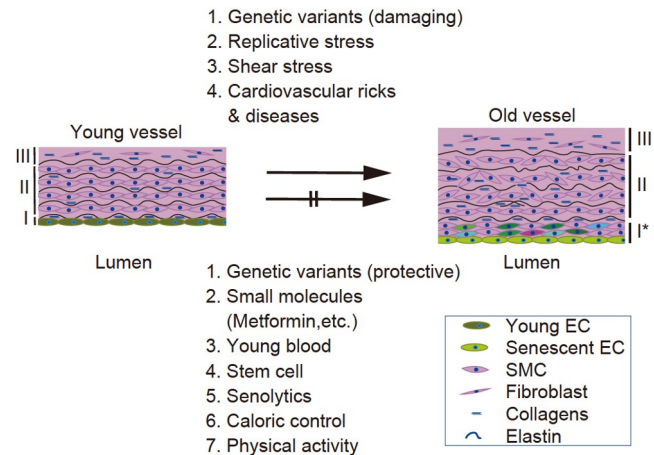 1. Genetic variants (damaging)
2. Replicative stress
3. Shear stress
4. Cardiovascular ricks
& diseases
Young vessel
Old vessel
III
II
I
III
II
I*
Lumen
Lumen
1. Genetic variants (protective)
2. Small molecules
(Metformin,etc.)
3. Young blood
4. Stem cell
5. Senolytics
6. Caloric control
7. Physical activity
Young EC
Senescent EC
SMC
Fibroblast
Collagens
Elastin